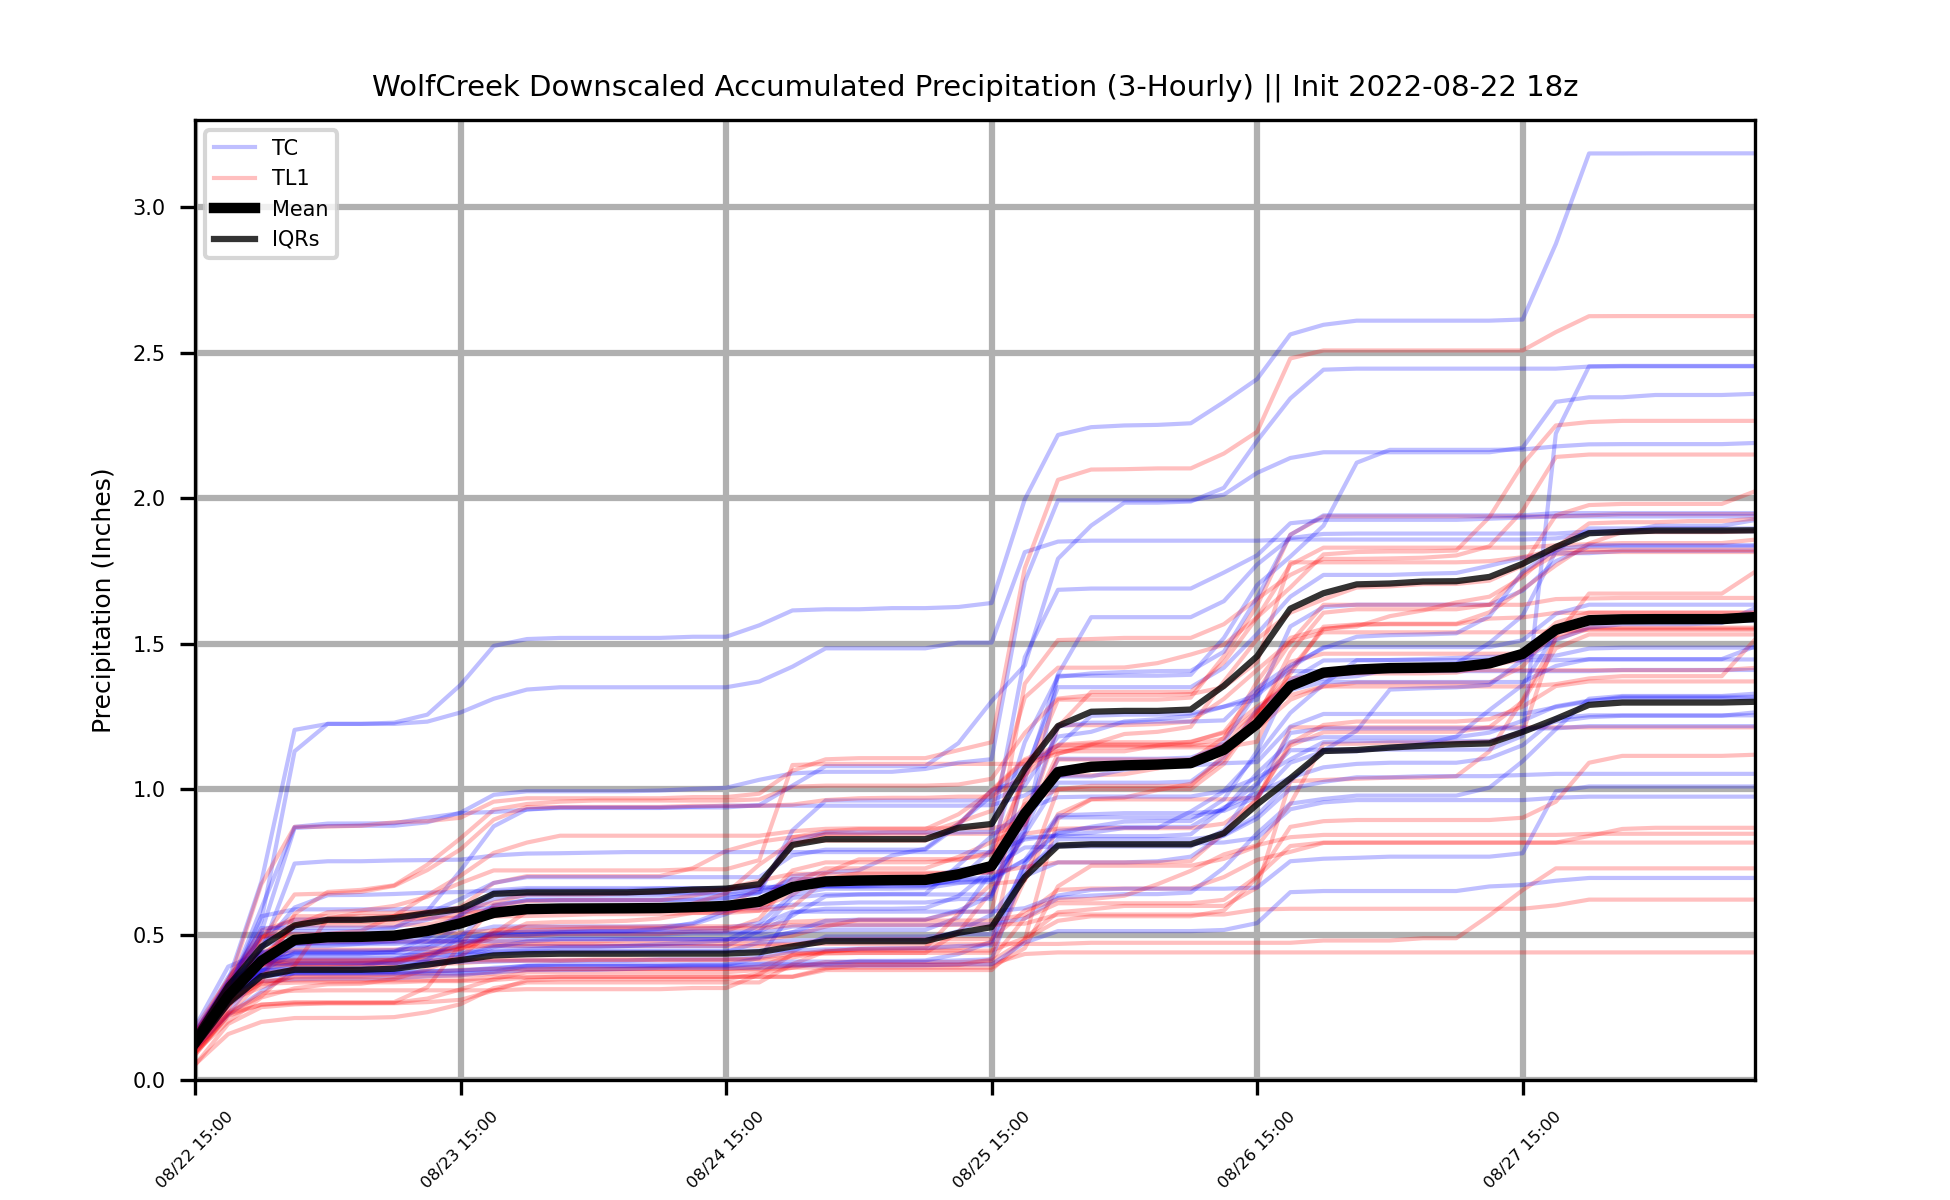 WolfCreek Downscaled Accumulated Precipitation (3-Hourly) || Init 2022-08-22 18z
TC
TL1
Mean
IQRs
Precipitation (Inches)
3.0
2.5
2.0
1.5
1.0
0.5
0.0
08/22 15:00
08/23 15:00
08/24 15:00
08/25 15:00
08/26 15:00
08/27 15:00